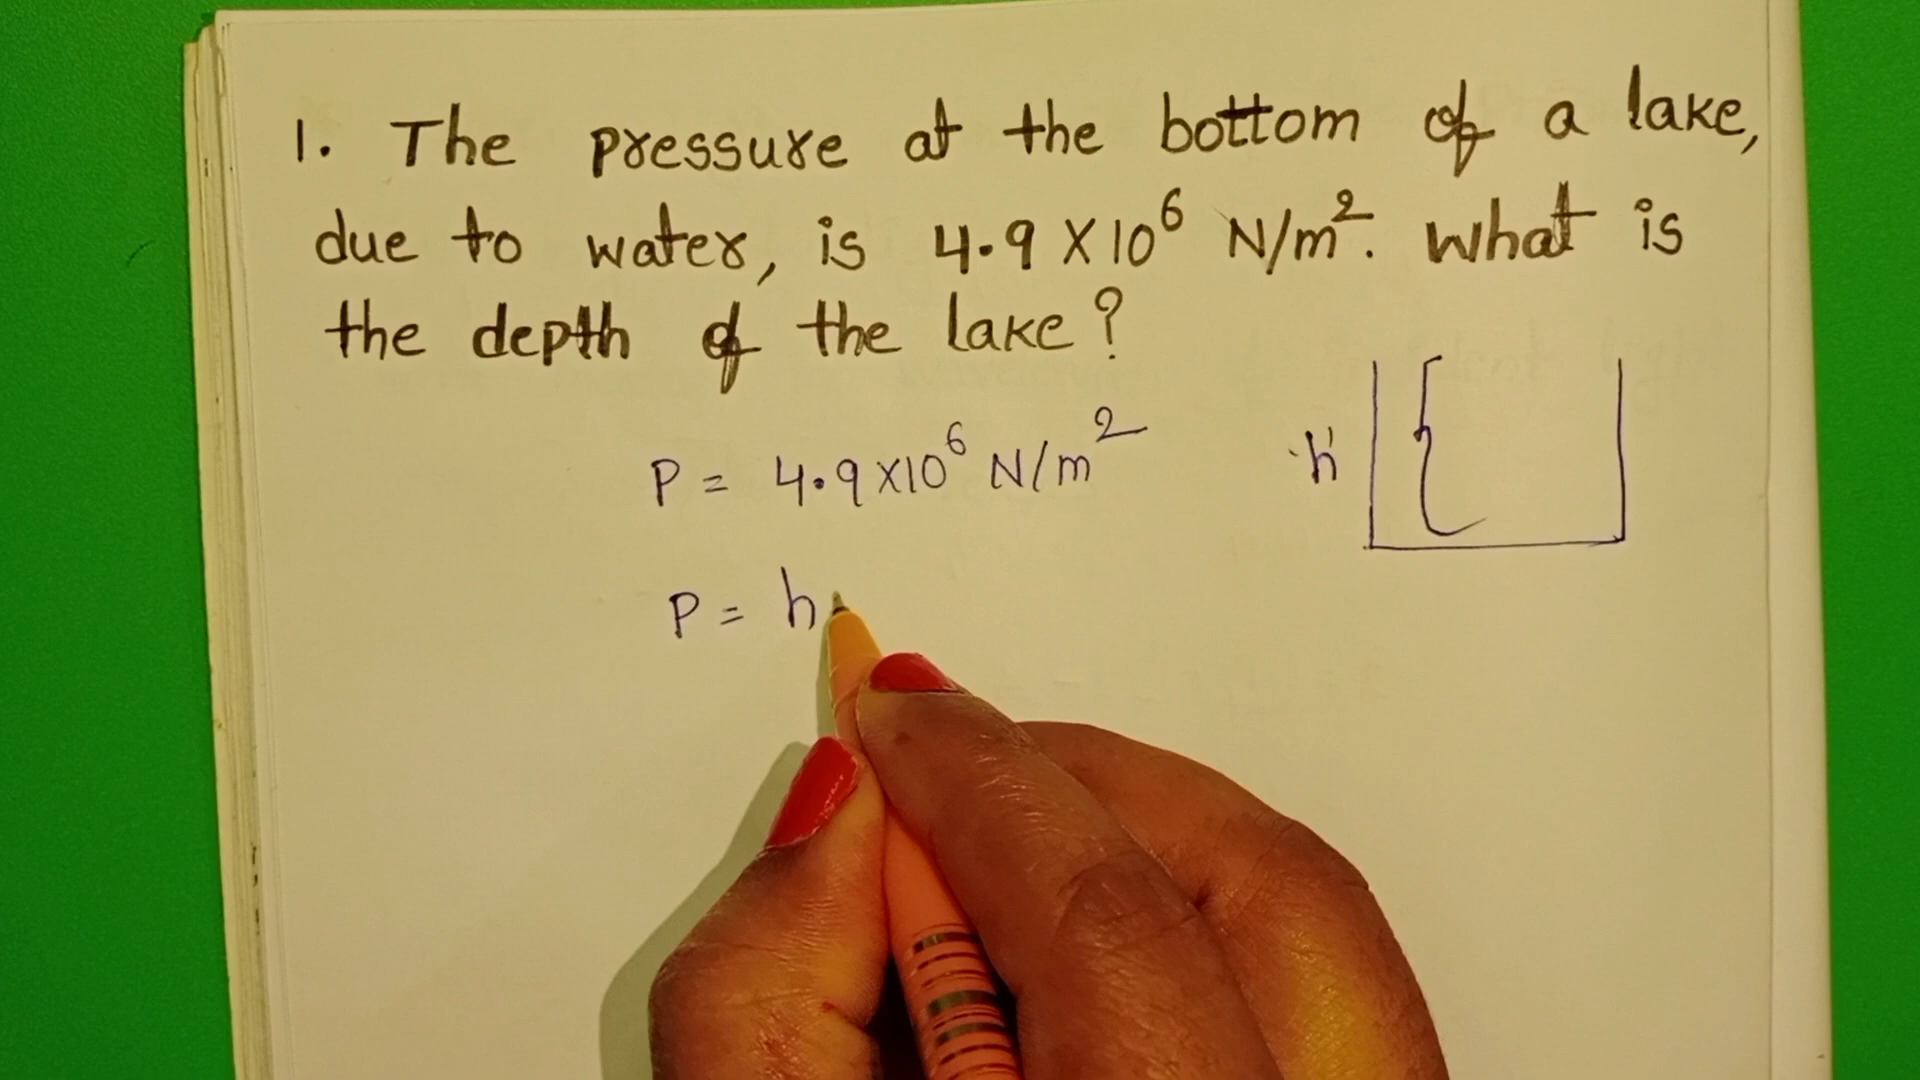 1. The pressure at the bottom of a lake,
due to water, is 4.9 X 10⁶ N/m². What is
the depth of the lake?
P = 4.9 x10⁶ N/m²
'h'
P = h